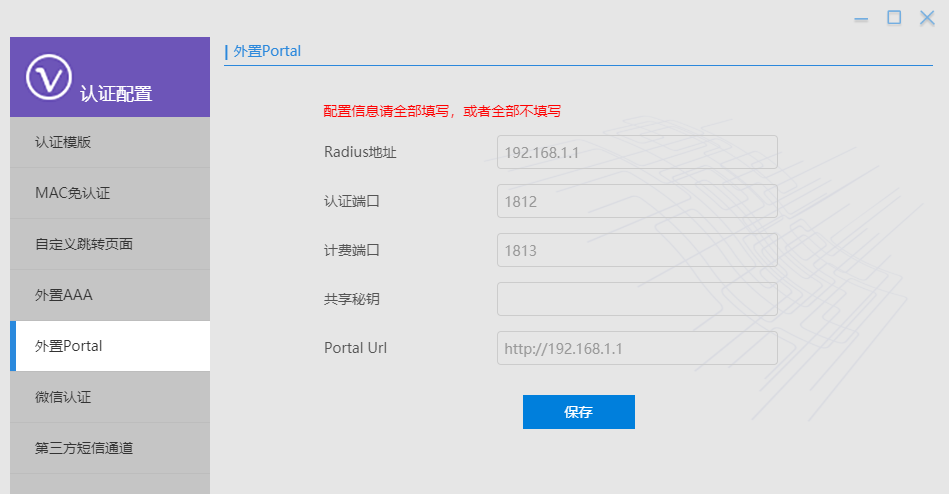 认证配置
认证模版
MAC免认证
自定义跳转页面
外置AAA
外置Portal
微信认证
第三方短信通道
外置Portal
配置信息请全部填写，或者全部不填写
Radius地址 192.168.1.1
认证端口 1812
计费端口 1813
共享秘钥
Portal Url http://192.168.1.1
保存